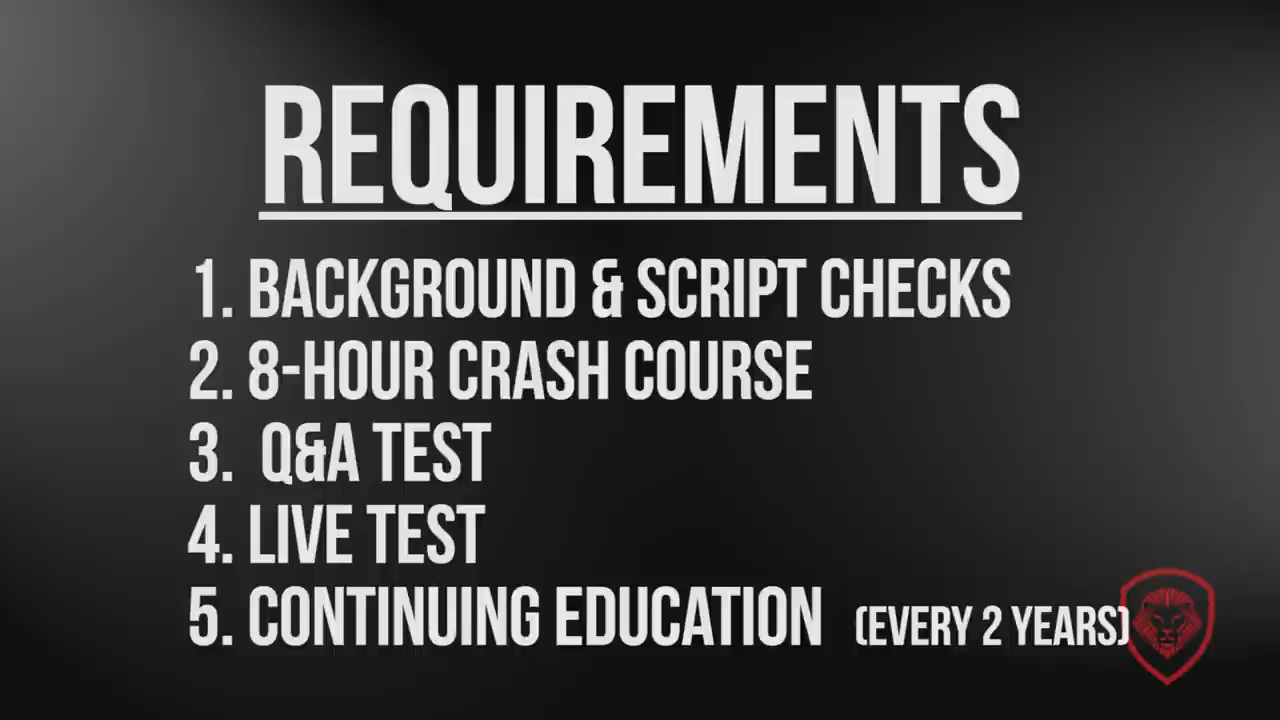 REQUIREMENTS
1. BACKGROUND & SCRIPT CHECKS
2. 8-HOUR CRASH COURSE
3. Q&A TEST
4. LIVE TEST
5. CONTINUING EDUCATION (EVERY 2 YEARS)